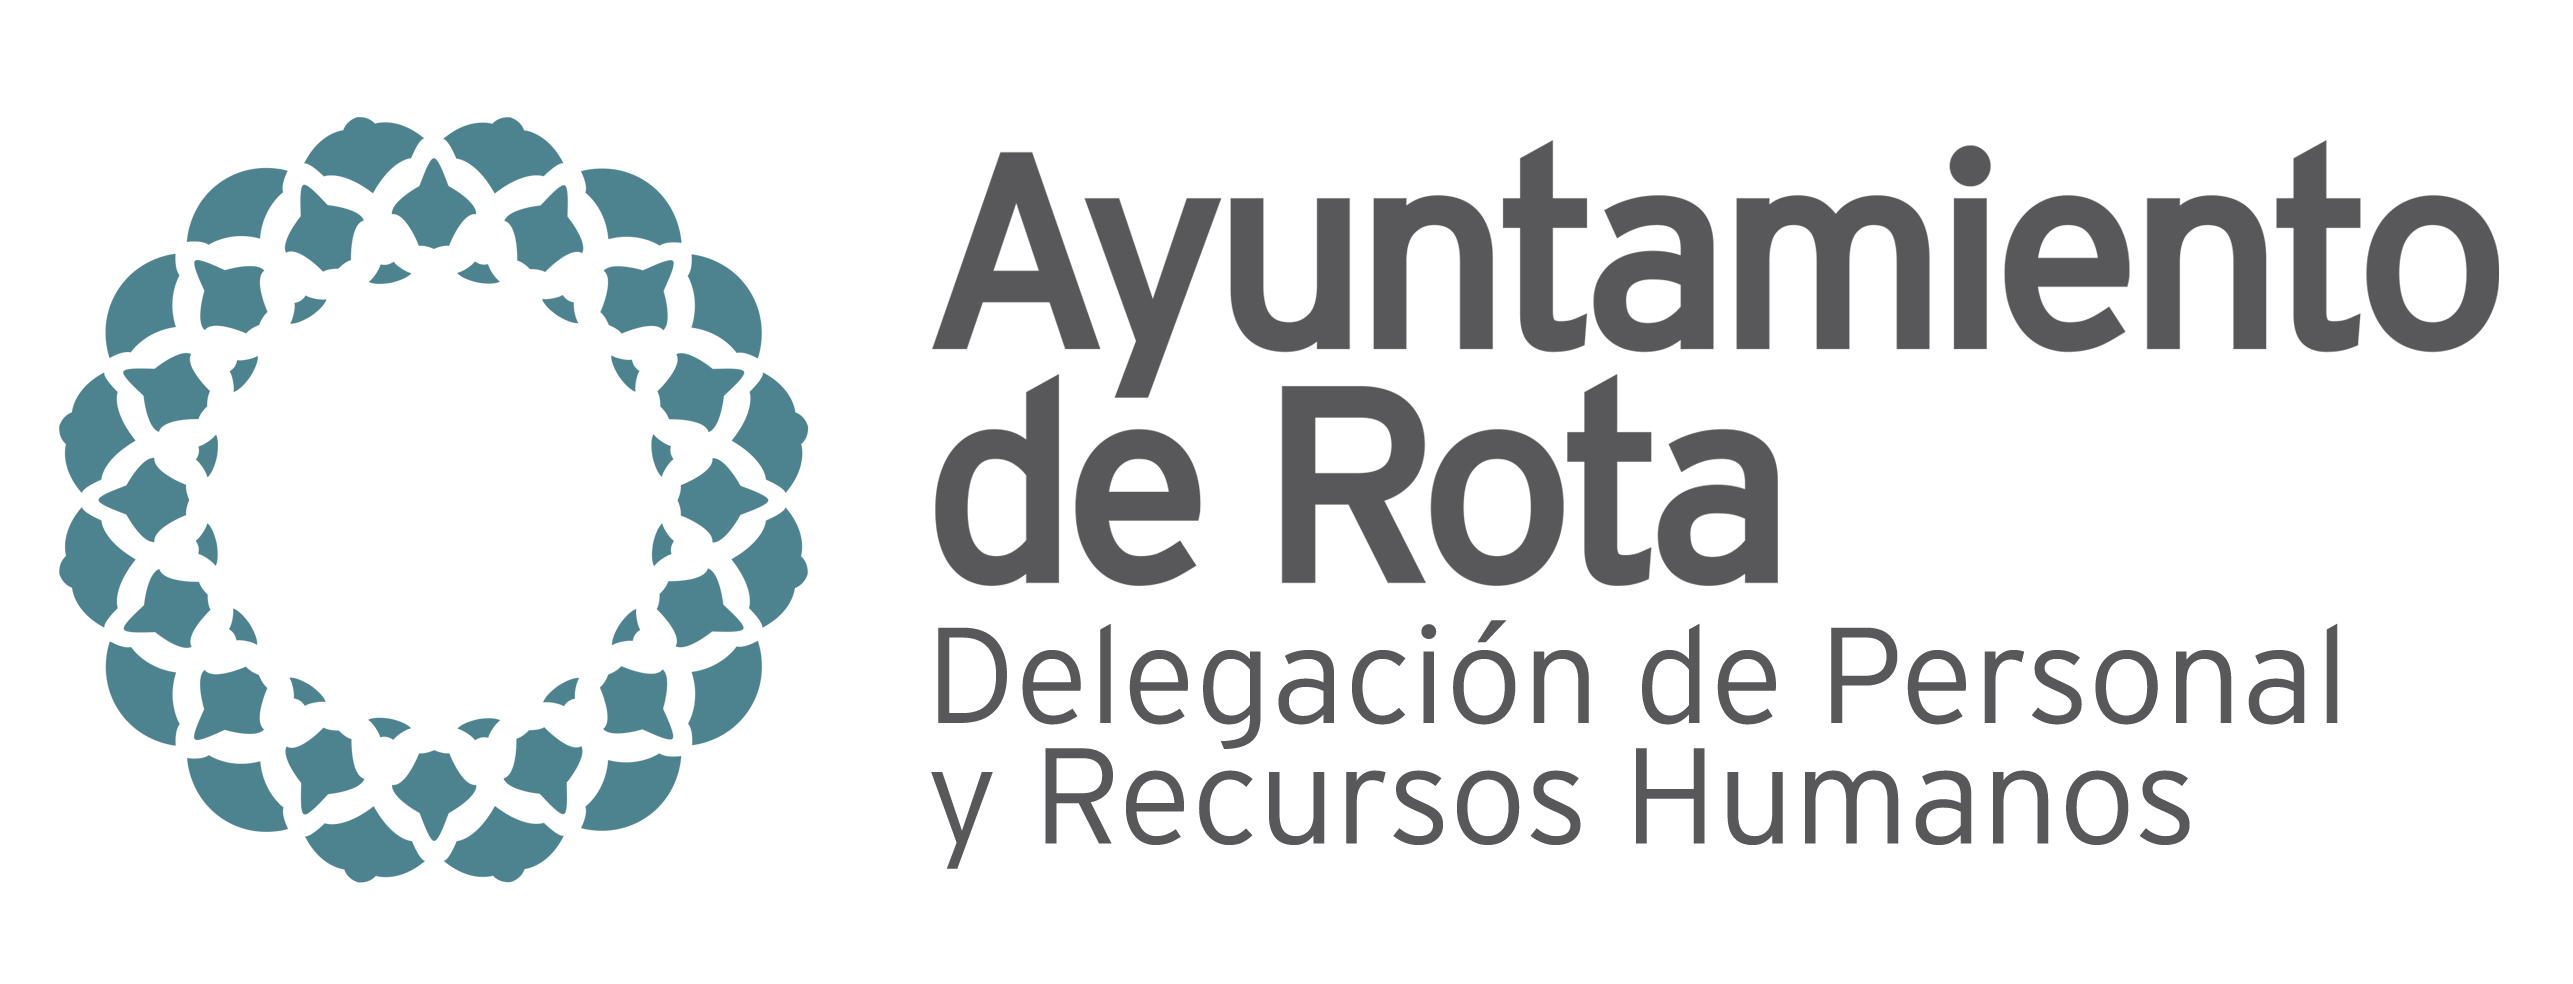 Ayuntamiento
de Rota
Delegación de Personal
y Recursos Humanos